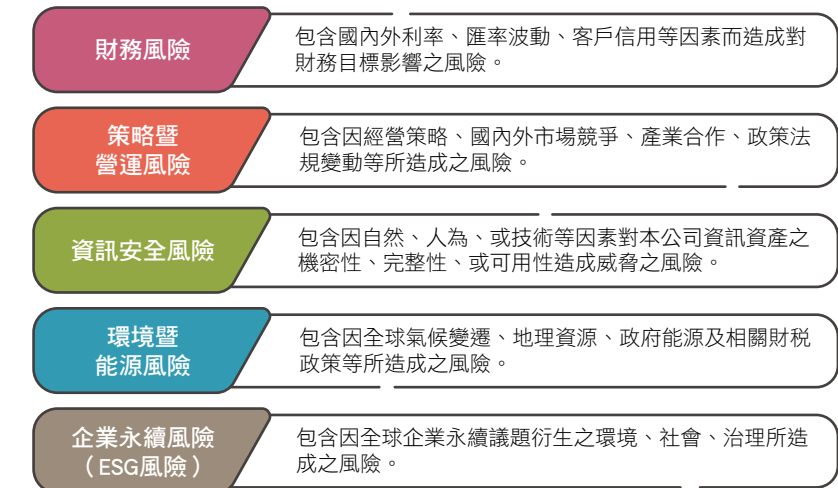 財務風險
包含國內外利率、匯率波動、客戶信用等因素而造成對
財務目標影響之風險。
策略暨
營運風險
包含因經營策略、國內外市場競爭、產業合作、政策法
規變動等所造成之風險。
資訊安全風險
包含因自然、人為、或技術等因素對本公司資訊資產之
機密性、完整性、或可用性造成威脅之風險。
環境暨
能源風險
包含因全球氣候變遷、地理資源、政府能源及相關財税
政策等所造成之風險。
企業永續風險
（ESG風險）
包含因全球企業永續議題衍生之環境、社會、治理所造
成之風險。